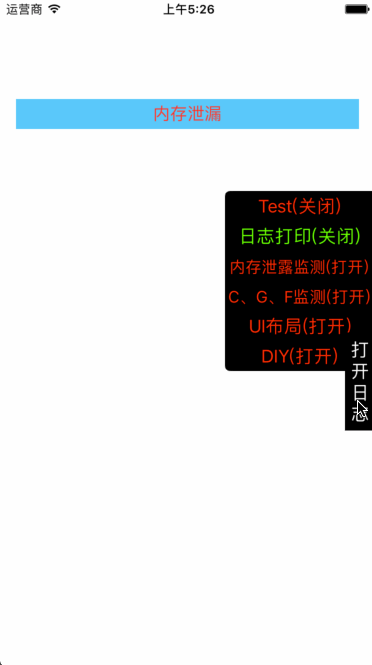 运营商 上午5:26
内存泄漏
Test(关闭)
日志打印(关闭)
内存泄露监测(打开)
C、G、F监测(打开)
UI布局(打开)
DIY(打开)
打
开
日
志